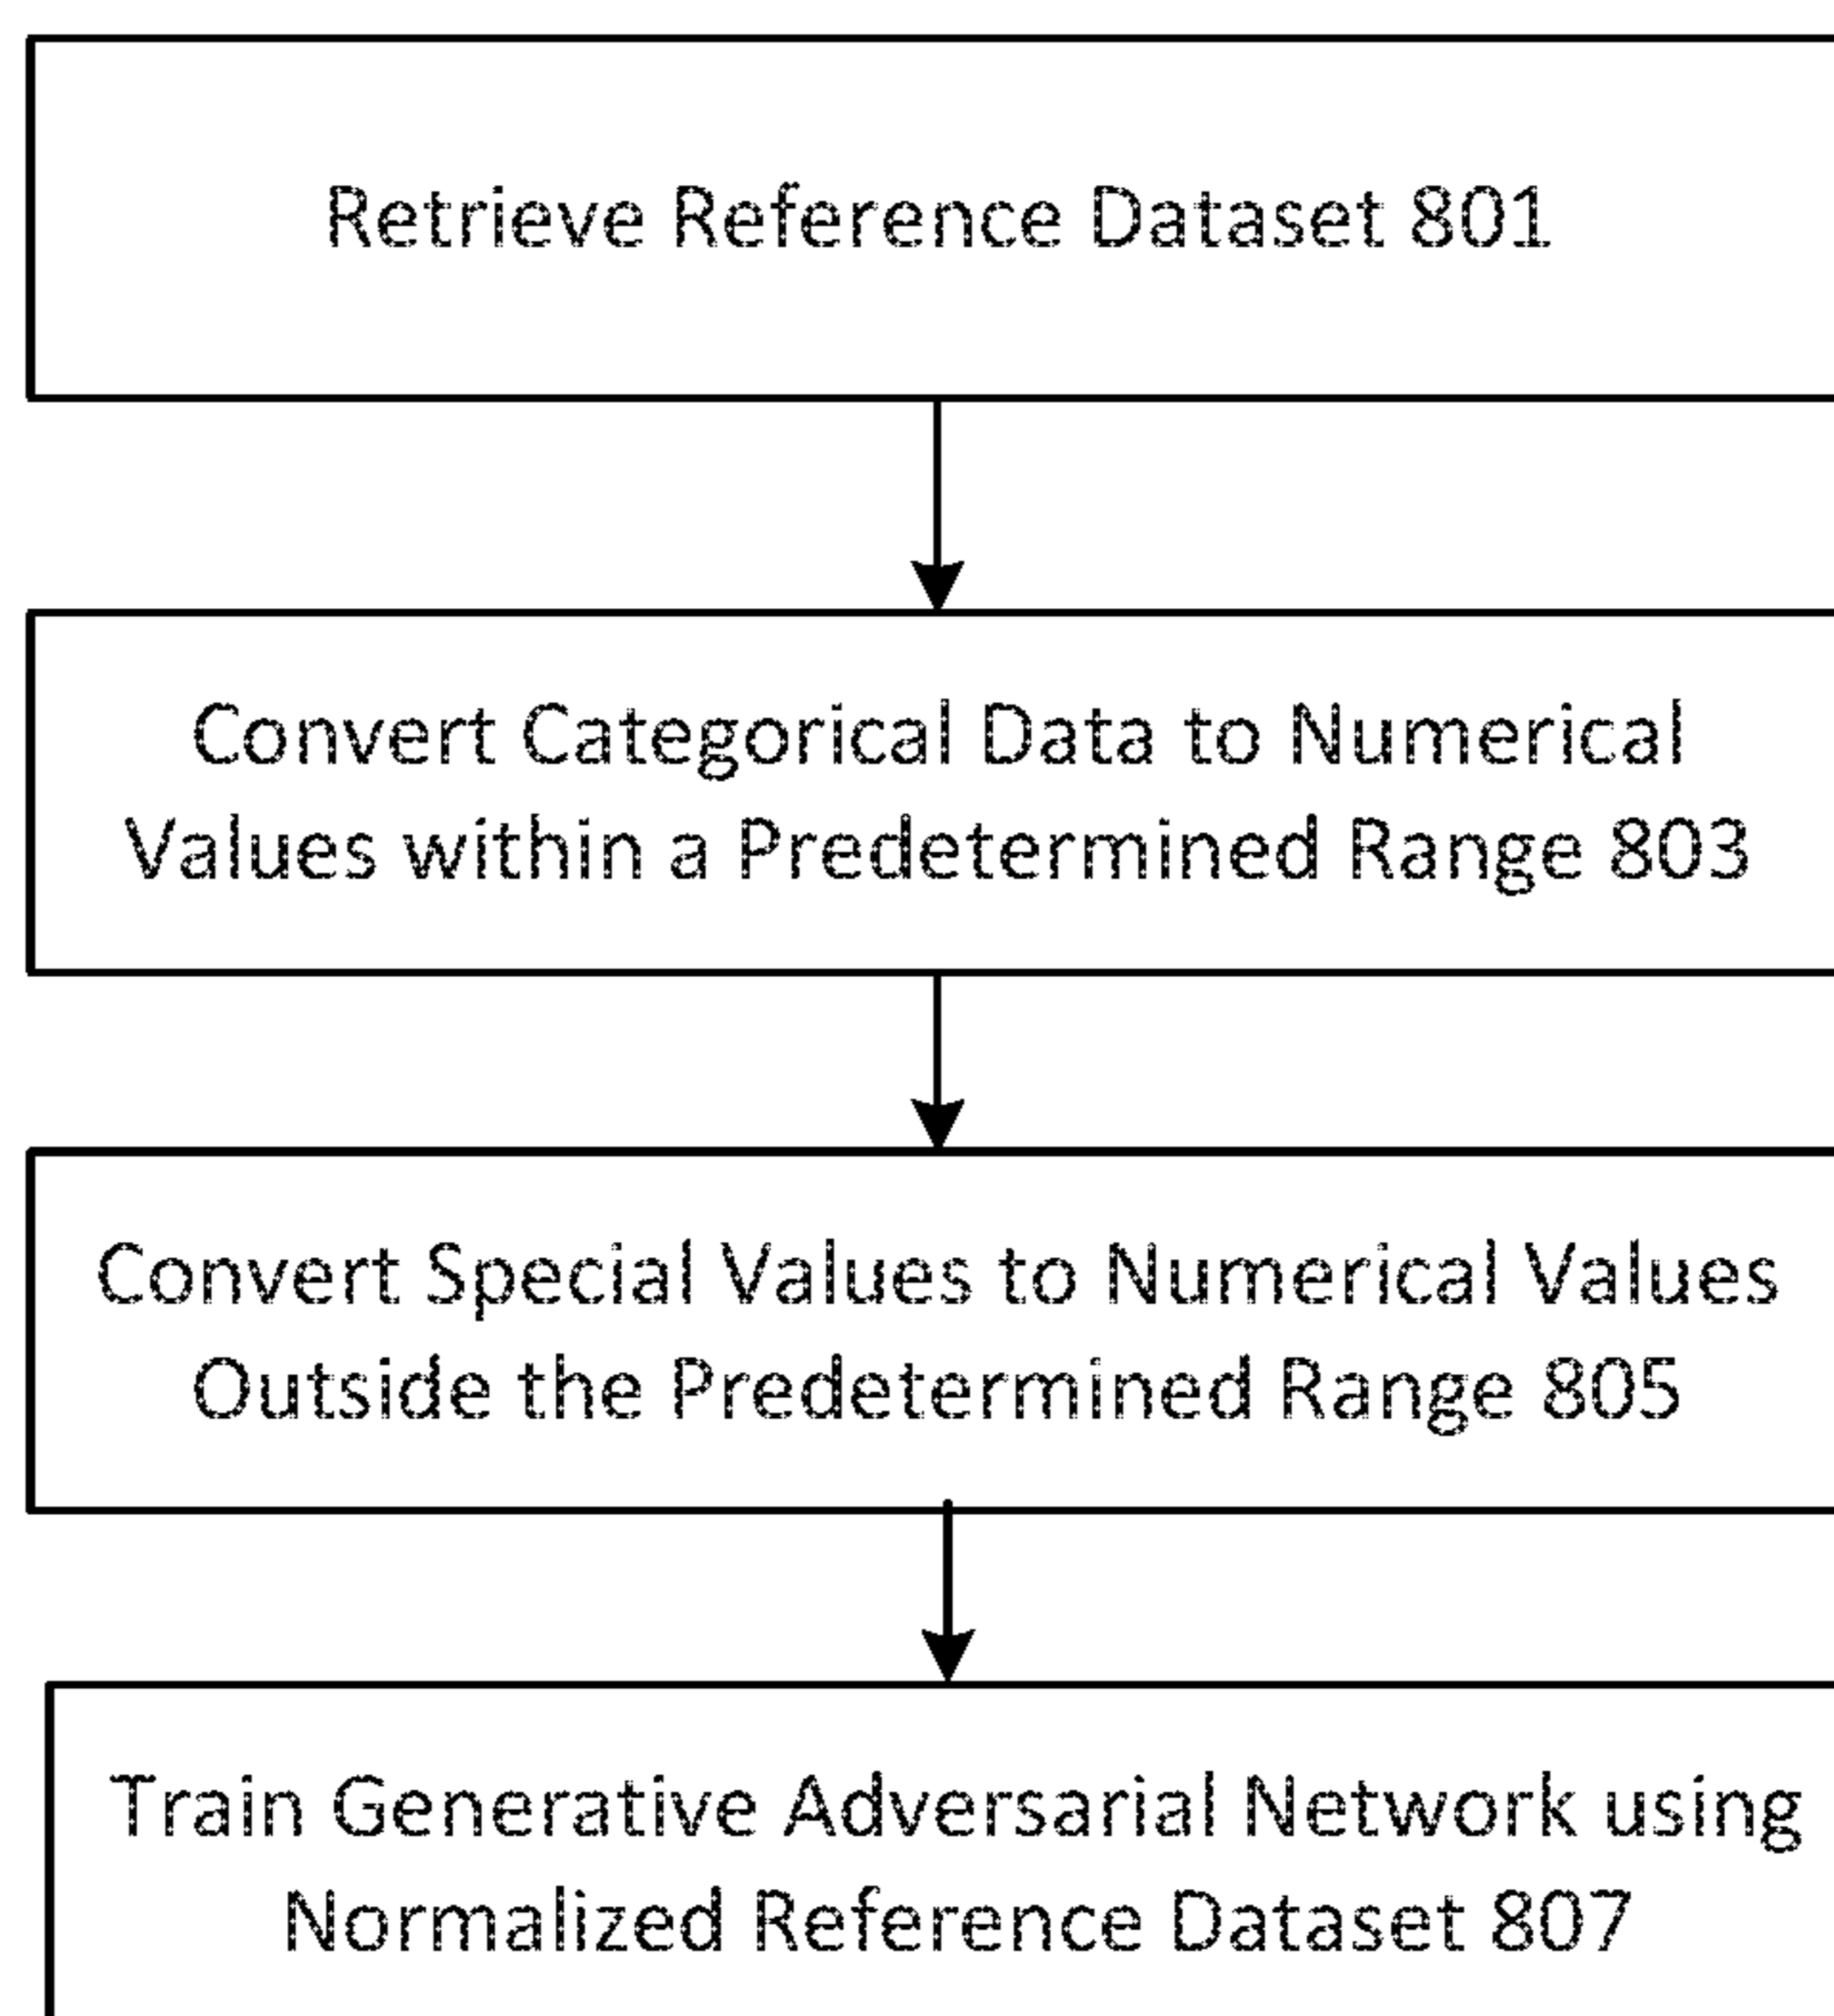 Retrieve Reference Dataset 801
Convert Categorical Data to Numerical
Values within a Predetermined Range 803
Convert Special Values to Numerical Values
Outside the Predetermined Range 805
Train Generative Adversarial Network using
Normalized Reference Dataset 807